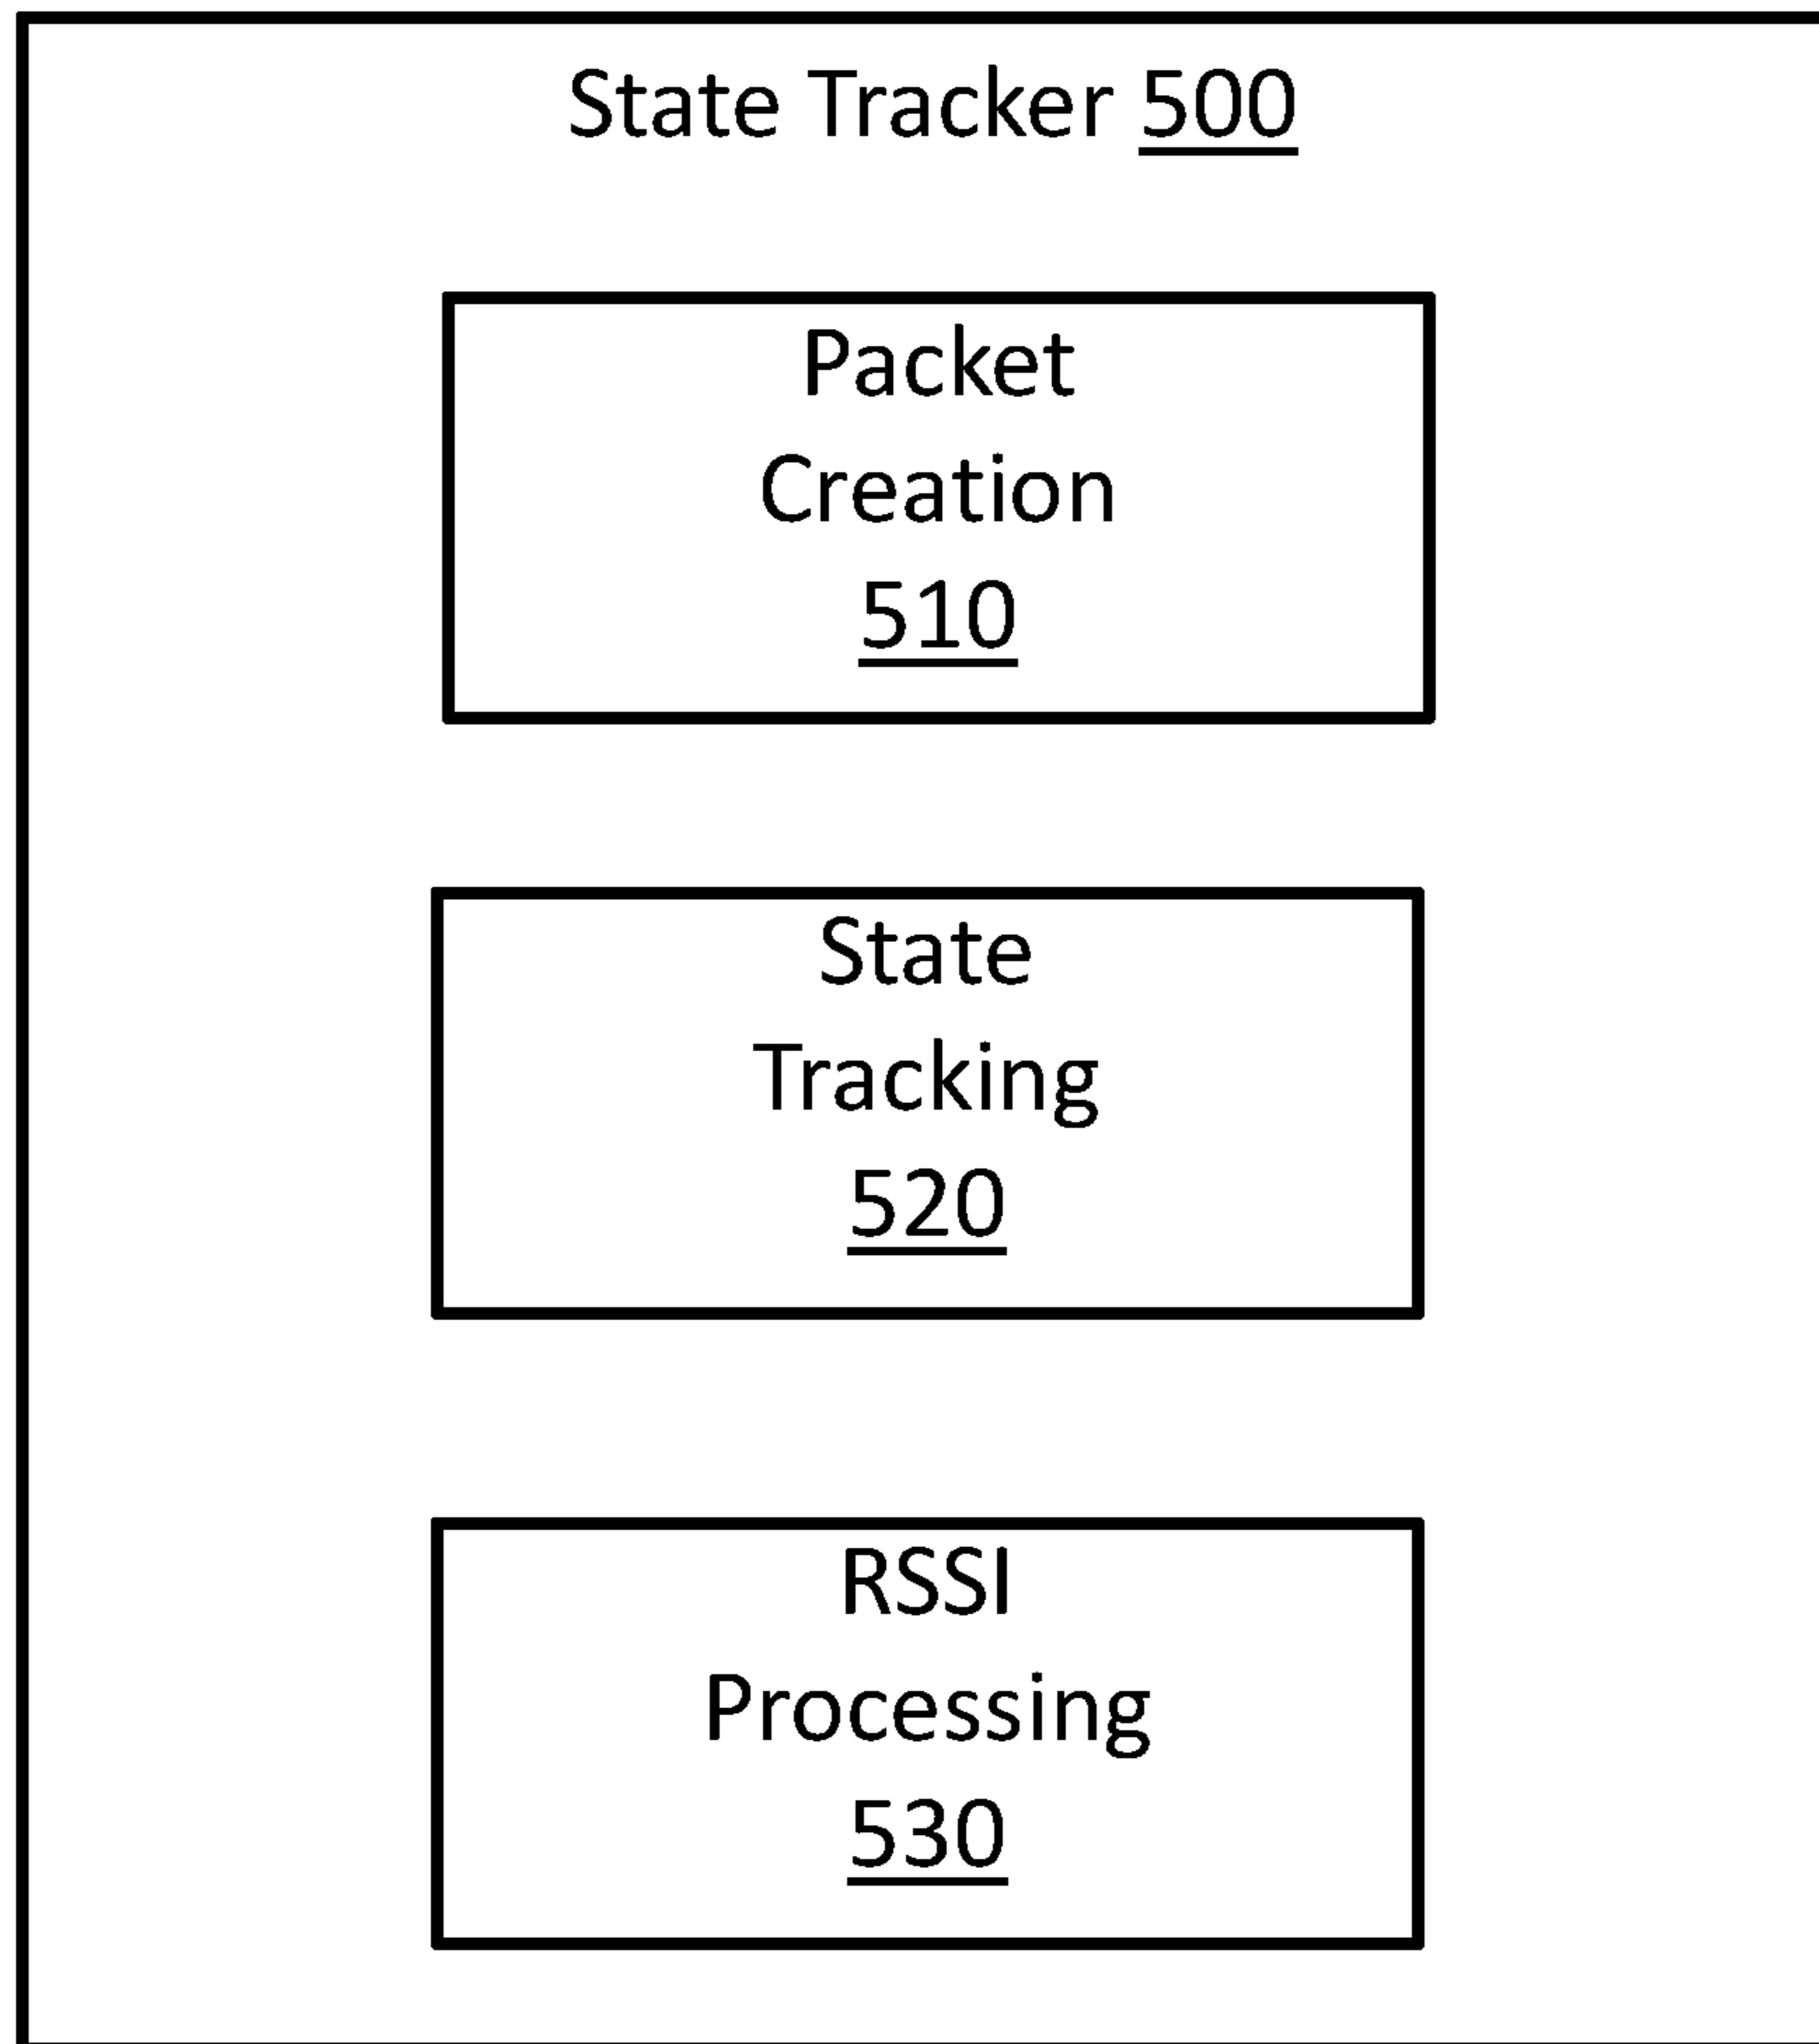 State Tracker 500
Packet
Creation
510
State
Tracking
520
RSSI
Processing
530